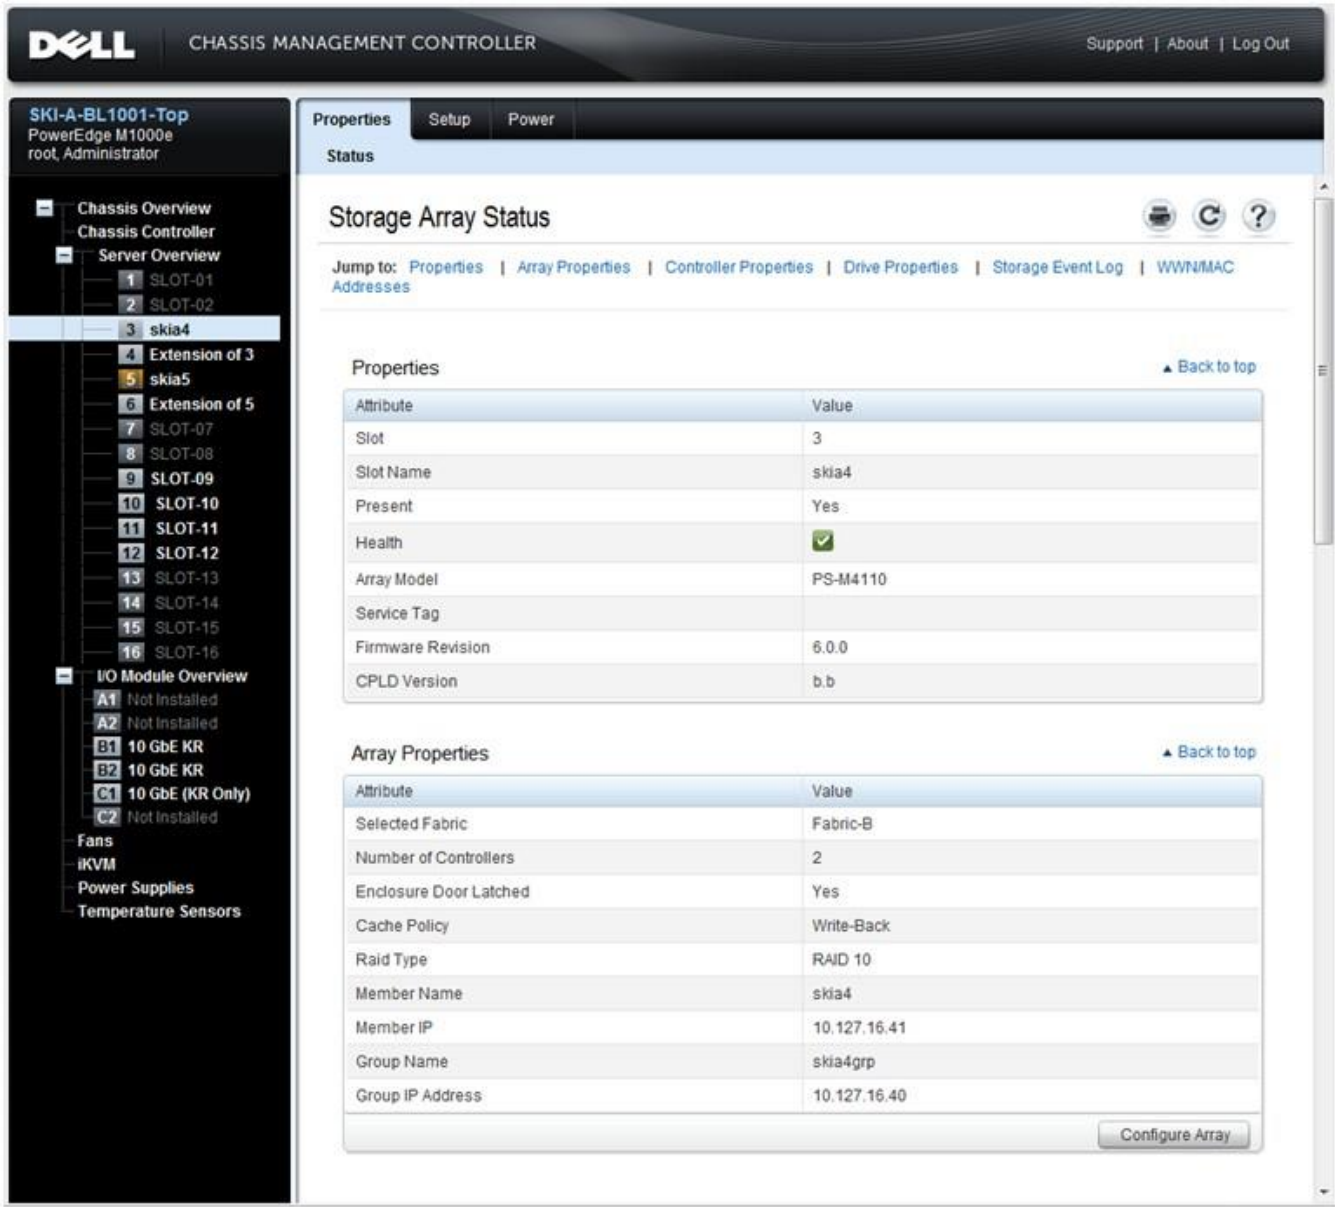 DELL CHASSIS MANAGEMENT CONTROLLER Support | About | Log Out
SKI-A-BL1001-Top
PowerEdge M1000e
root, Administrator
Chassis Overview
Chassis Controller
Server Overview
1 SLOT-01
2 SLOT-02
3 skia4
4 Extension of 3
5 skia5
6 Extension of 5
7 SLOT-07
8 SLOT-08
9 SLOT-09
10 SLOT-10
11 SLOT-11
12 SLOT-12
13 SLOT-13
14 SLOT-14
15 SLOT-15
16 SLOT-16
I/O Module Overview
A1 Not Installed
A2 Not Installed
B1 10 GbE KR
B2 10 GbE KR
C1 10 GbE (KR Only)
C2 Not Installed
Fans
iKVM
Power Supplies
Temperature Sensors
Properties Setup Power
Status
Storage Array Status
Jump to: Properties | Array Properties | Controller Properties | Drive Properties | Storage Event Log | WWN/MAC
Addresses
Properties Back to top
Attribute Value
Slot 3
Slot Name skia4
Present Yes
Health
Array Model PS-M4110
Service Tag
Firmware Revision 6.0.0
CPLD Version b.b
Array Properties Back to top
Attribute Value
Selected Fabric Fabric-B
Number of Controllers 2
Enclosure Door Latched Yes
Cache Policy Write-Back
Raid Type RAID 10
Member Name skia4
Member IP 10.127.16.41
Group Name skia4grp
Group IP Address 10.127.16.40
Configure Array